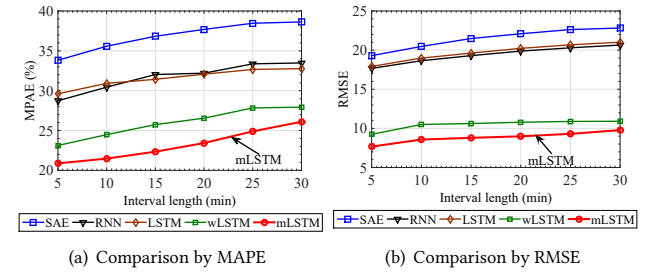 40
35
30
25
20
MPAE (%)
mLSTM
5 10 15 20 25 30
Interval length (min)
SAE RNN LSTM wLSTM mLSTM
(a) Comparison by MAPE
25
20
15
10
5
RMSE
mLSTM
5 10 15 20 25 30
Interval length (min)
SAE RNN LSTM wLSTM mLSTM
(b) Comparison by RMSE